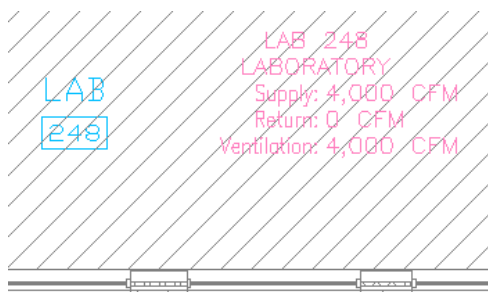 LAB
248
LAB 248
LABORATORY
Supply: 4,000 CFM
Return: 0 CFM
Ventilation: 4,000 CFM